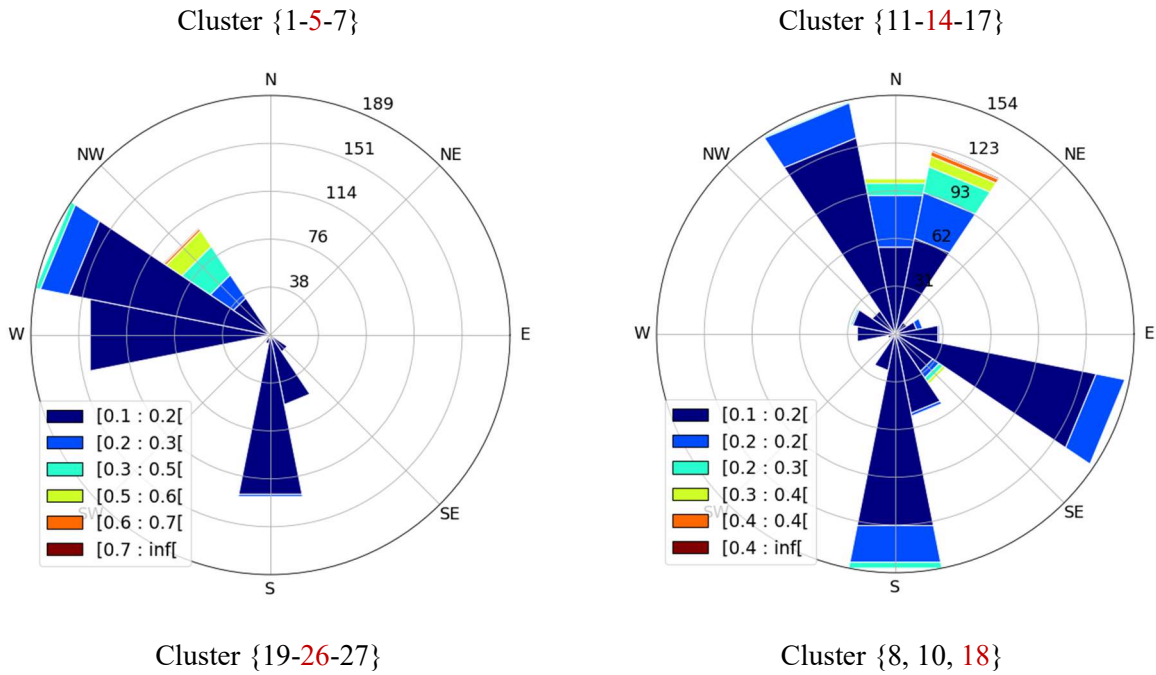 Cluster {1-5-7}
Cluster {11-14-17}
N
189
NW
151
NE
114
76
38
W
E
[0.1 : 0.2[
[0.2 : 0.3[
[0.3 : 0.5[
[0.5 : 0.6[
SW
[0.6 : 0.7[
[0.7 : inf[
SE
S
N
154
NW
123
NE
93
62
31
W
E
[0.1 : 0.2[
[0.2 : 0.2[
[0.2 : 0.3[
[0.3 : 0.4[
SW
[0.4 : 0.4[
[0.4 : inf[
SE
S
Cluster {19-26-27}
Cluster {8, 10, 18}